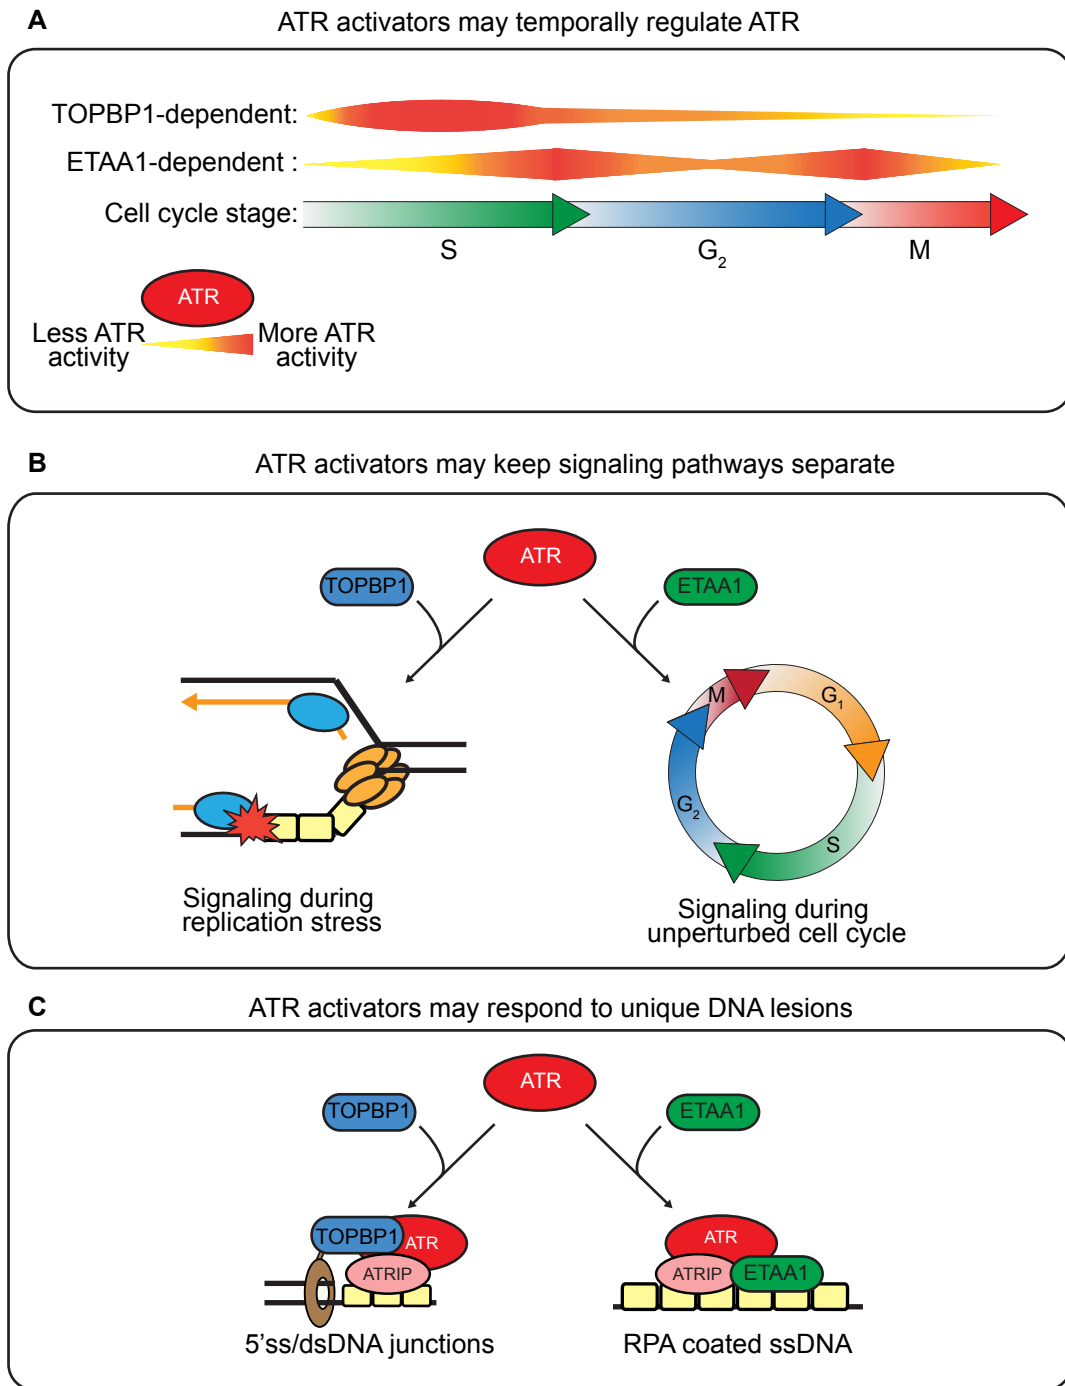 A
ATR activators may temporally regulate ATR
TOPBP1-dependent:
ETAA1-dependent :
Cell cycle stage:
S
G2
M
ATR
Less ATR
activity
More ATR
activity
B
ATR activators may keep signaling pathways separate
ATR
TOPBP1
ETAA1
M
G1
G2
S
Signaling during
replication stress
Signaling during
unperturbed cell cycle
C
ATR activators may respond to unique DNA lesions
ATR
TOPBP1
ETAA1
TOPBP1
ATR
ATRIP
ATR
ATRIP
ETAA1
5'ss/dsDNA junctions
RPA coated ssDNA